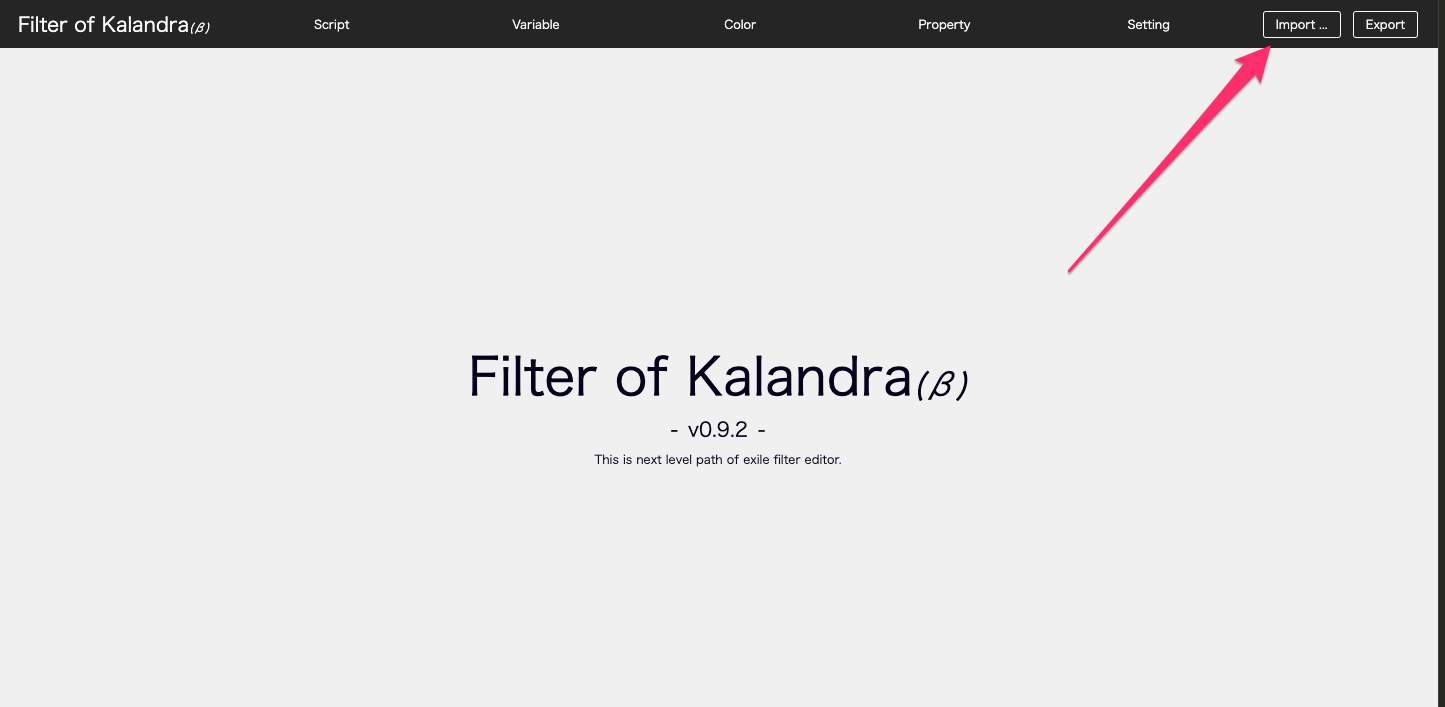 Filter of Kalandra(β) Script Variable Color Property Setting Import ... Export
Filter of Kalandra(β)
- v0.9.2 -
This is next level path of exile filter editor.